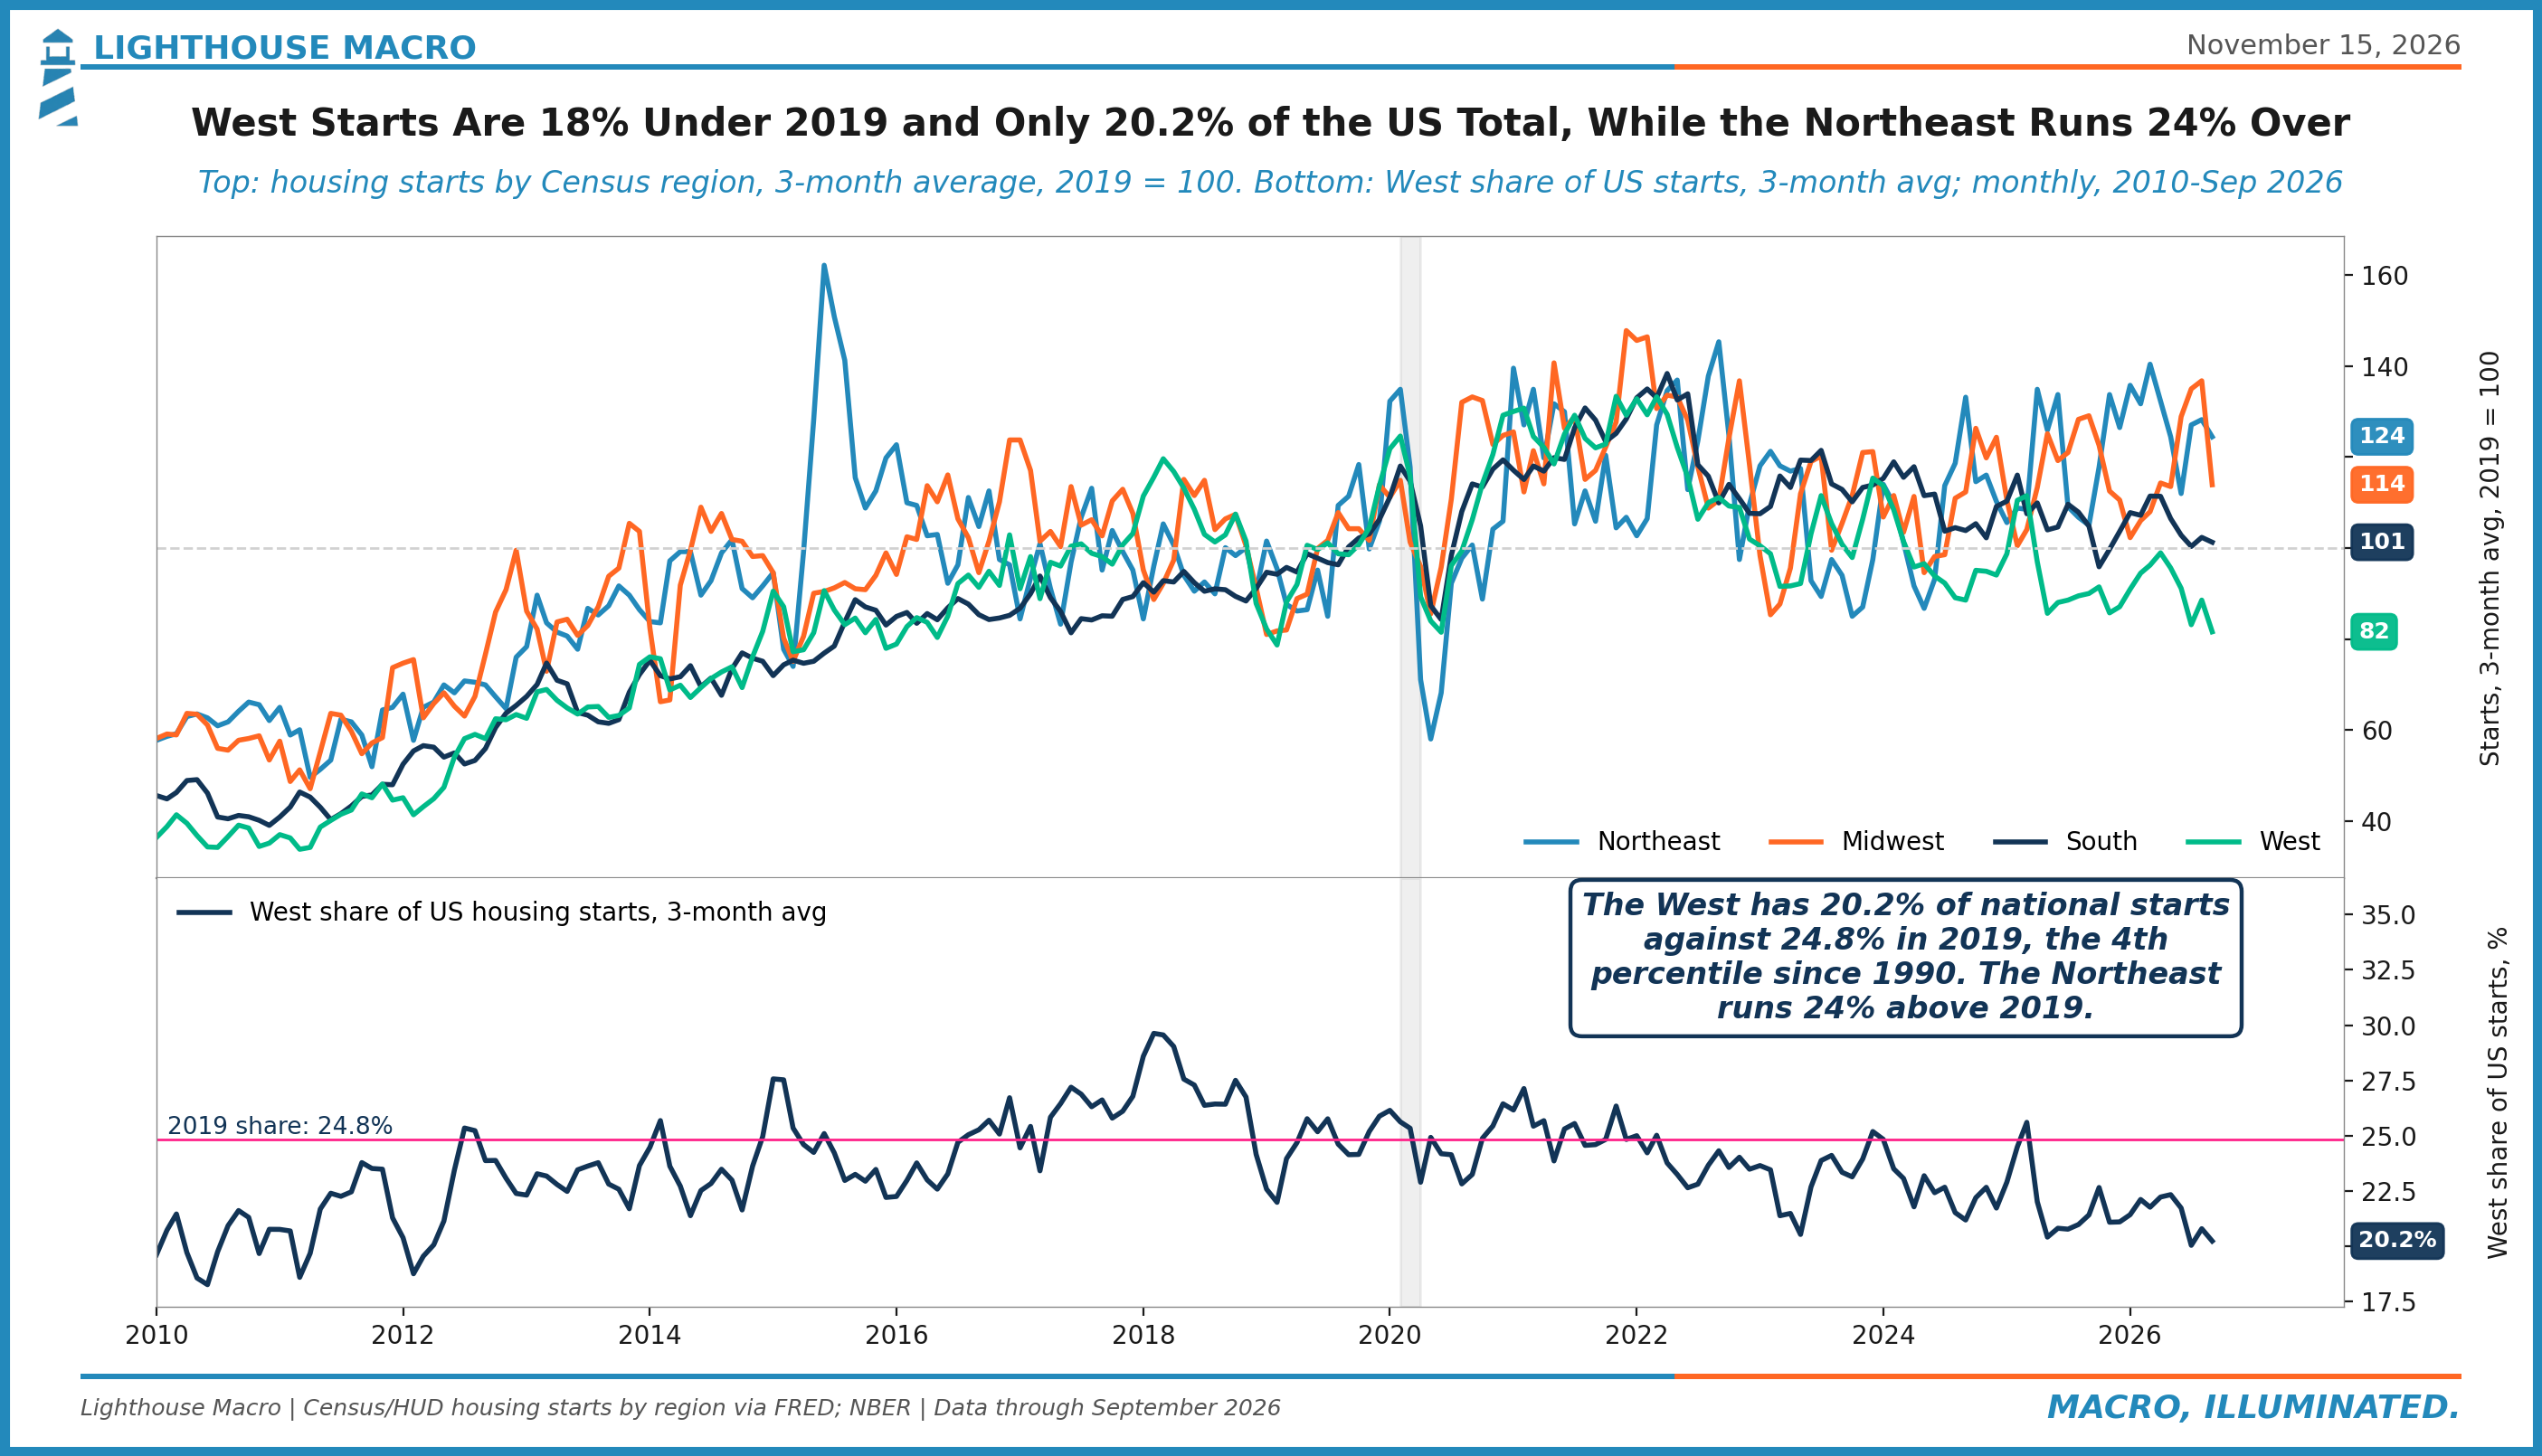 LIGHTHOUSE MACRO
November 15, 2026
West Starts Are 18% Under 2019 and Only 20.2% of the US Total, While the Northeast Runs 24% Over
Top: housing starts by Census region, 3-month average, 2019 = 100. Bottom: West share of US starts, 3-month avg; monthly, 2010-Sep 2026
160
140
124
114
101
82
60
40
Starts, 3-month avg, 2019 = 100
Northeast
Midwest
South
West
West share of US housing starts, 3-month avg
The West has 20.2% of national starts
against 24.8% in 2019, the 4th
percentile since 1990. The Northeast
runs 24% above 2019.
2019 share: 24.8%
35.0
32.5
30.0
27.5
25.0
22.5
20.2%
17.5
West share of US starts, %
2010
2012
2014
2016
2018
2020
2022
2024
2026
Lighthouse Macro | Census/HUD housing starts by region via FRED; NBER | Data through September 2026
MACRO, ILLUMINATED.